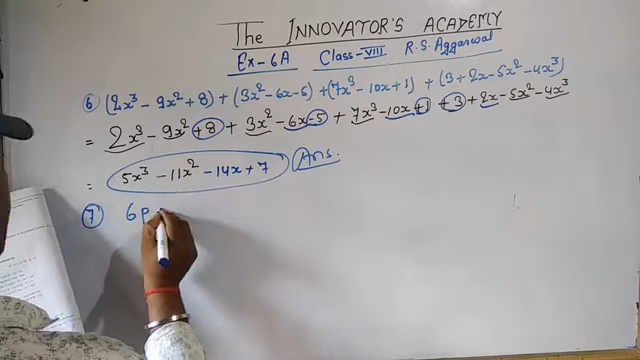 The INNOVATOR'S ACADEMY
Ex-6A Class-VIII R.S. Aggarwal
6 (2x³ - 9x² + 8) + (3x² - 6x - 5) + (7x³ - 10x + 1) + (3 + 2x - 5x² - 4x³)
= 2x³ - 9x² + 8 + 3x² - 6x - 5 + 7x³ - 10x + 1 + 3 + 2x - 5x² - 4x³
= 5x³ - 11x² - 14x + 7 Ans.
7 6p